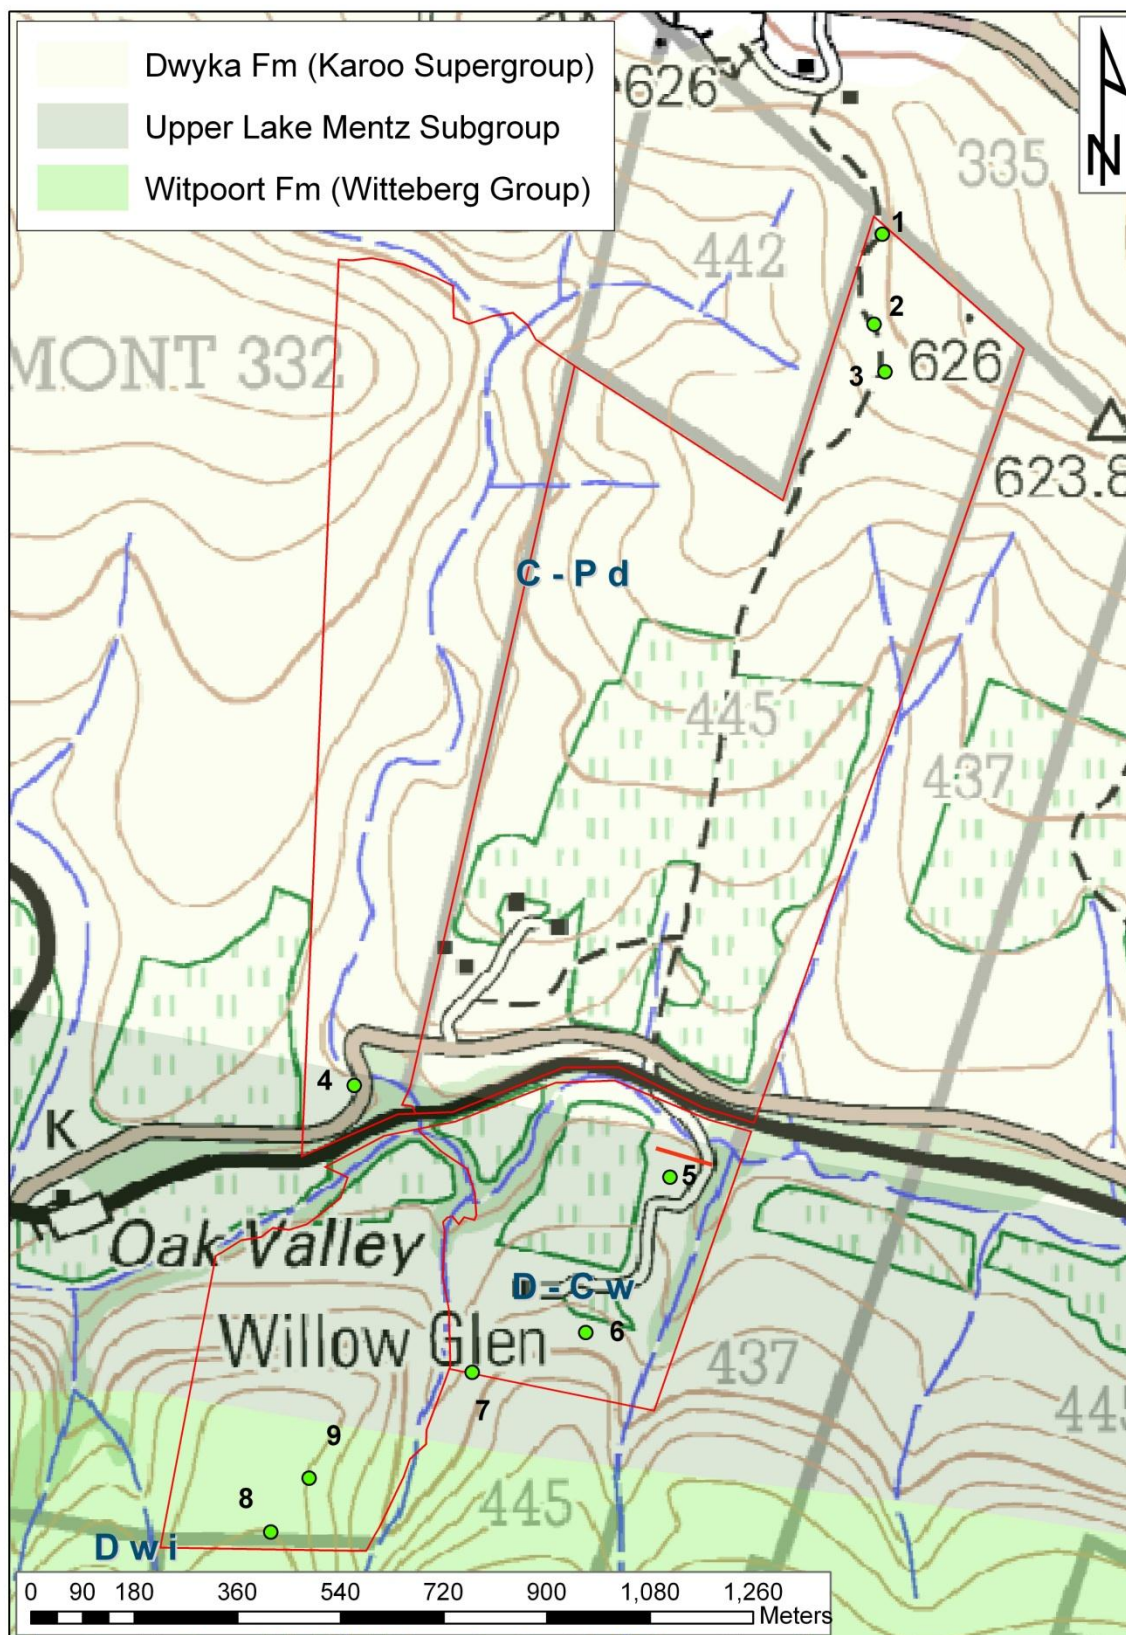 Dwyka Fm (Karoo Supergroup)
Upper Lake Mentz Subgroup
Witpoort Fm (Witteberg Group)
N
626
335
1
442
2
MONT 332
626
3
623.8
C - P d
445
437
4
K
5
Oak Valley
D - C w
Willow Glen
6
437
7
445
9
8
445
D w i
0 90 180 360 540 720 900 1,080 1,260
Meters